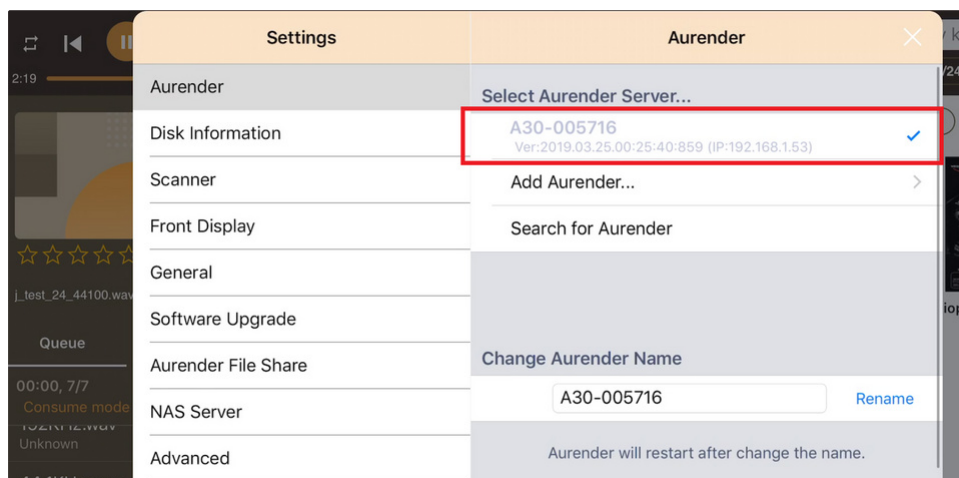 Settings
Aurender
2:19
/24
Aurender
Select Aurender Server...
A30-005716
Ver:2019.03.25.00:25:40:859 (IP:192.168.1.53)
Disk Information
Scanner
Add Aurender...
Front Display
Search for Aurender
General
j_test_24_44100.wav
Software Upgrade
Queue
Aurender File Share
Change Aurender Name
00:00, 7/7
Consume mode
NAS Server
A30-005716
Rename
Unknown
Advanced
Aurender will restart after change the name.